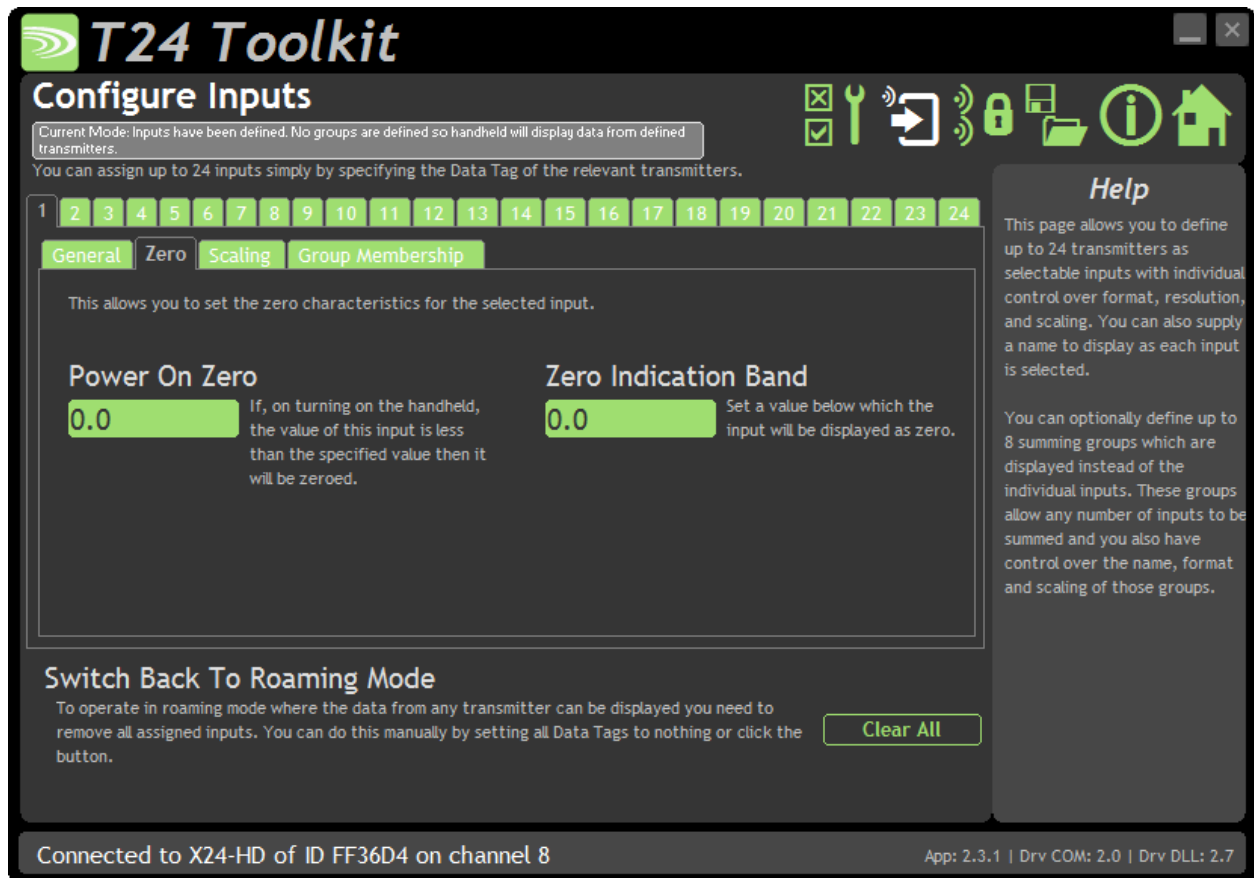 T24 Toolkit
Configure Inputs
Current Mode: Inputs have been defined. No groups are defined so handheld will display data from defined
transmitters.
You can assign up to 24 inputs simply by specifying the Data Tag of the relevant transmitters.
1 2 3 4 5 6 7 8 9 10 11 12 13 14 15 16 17 18 19 20 21 22 23 24
General Zero Scaling Group Membership
This allows you to set the zero characteristics for the selected input.
Power On Zero
0.0
If, on turning on the handheld,
the value of this input is less
than the specified value then it
will be zeroed.
Zero Indication Band
0.0
Set a value below which the
input will be displayed as zero.
Switch Back To Roaming Mode
To operate in roaming mode where the data from any transmitter can be displayed you need to
remove all assigned inputs. You can do this manually by setting all Data Tags to nothing or click the
button.
Clear All
Help
This page allows you to define
up to 24 transmitters as
selectable inputs with individual
control over format, resolution,
and scaling. You can also supply
a name to display as each input
is selected.
You can optionally define up to
8 summing groups which are
displayed instead of the
individual inputs. These groups
allow any number of inputs to be
summed and you also have
control over the name, format
and scaling of those groups.
Connected to X24-HD of ID FF36D4 on channel 8
App: 2.3.1 | Drv COM: 2.0 | Drv DLL: 2.7